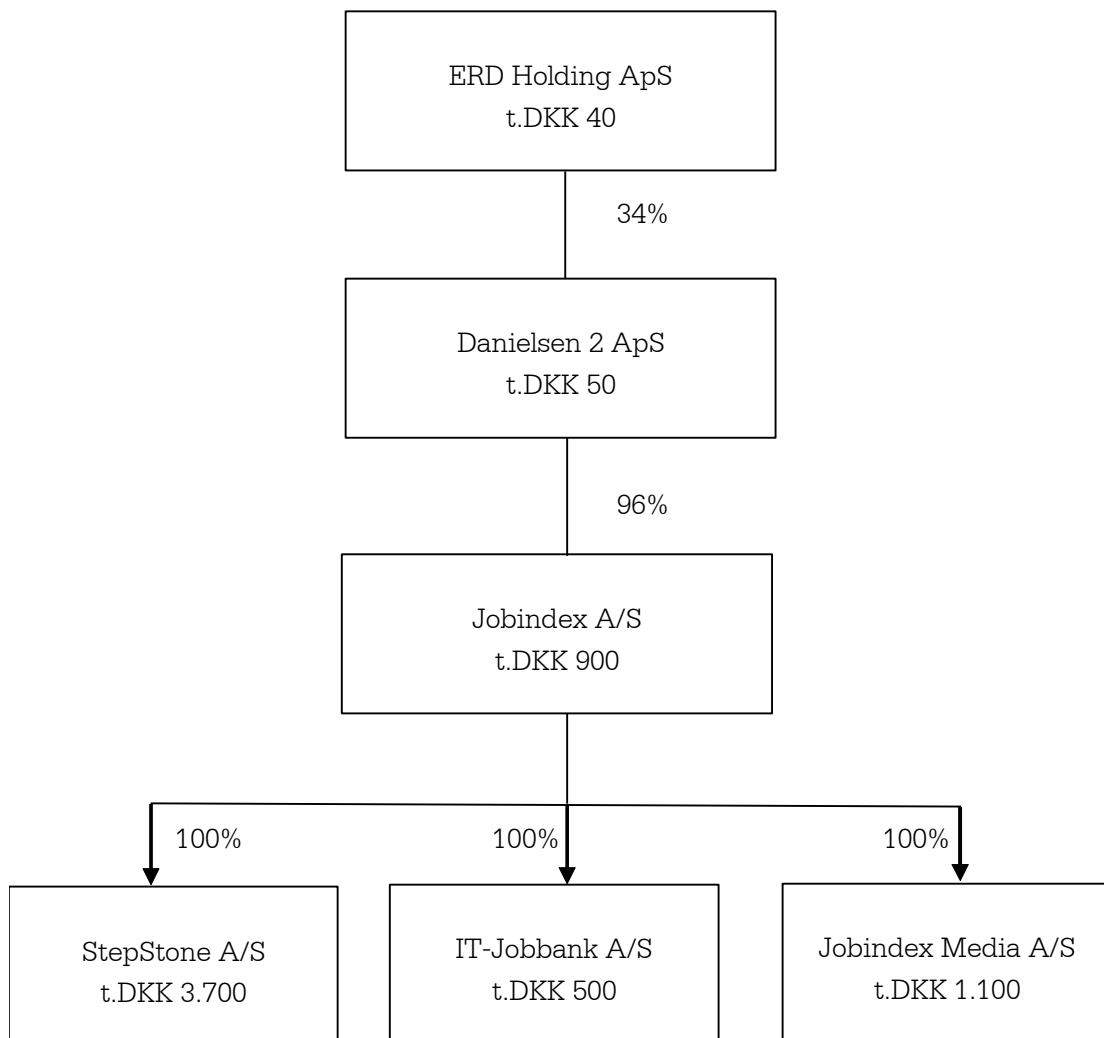 ERD Holding ApS
t.DKK 40
34%
Danielsen 2 ApS
t.DKK 50
96%
Jobindex A/S
t.DKK 900
100%
100%
100%
StepStone A/S
t.DKK 3.700
IT-Jobbank A/S
t.DKK 500
Jobindex Media A/S
t.DKK 1.100